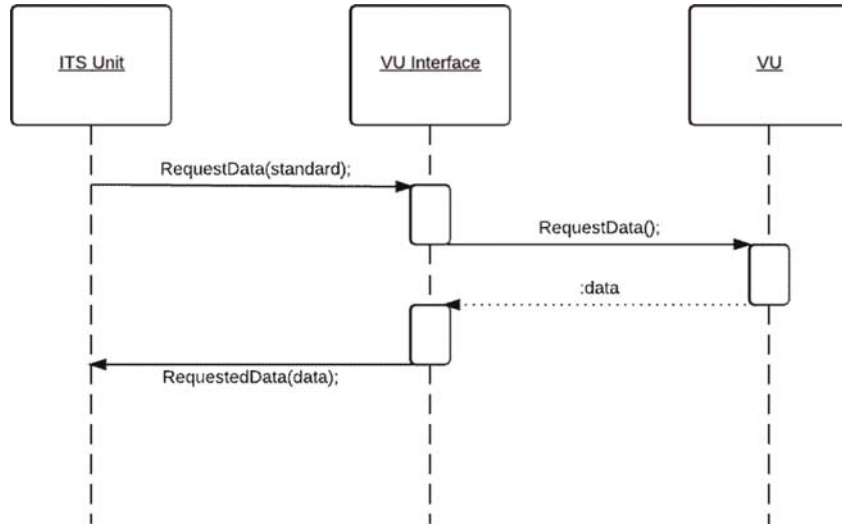 ITS Unit
VU Interface
VU
RequestData(standard);
RequestData();
:data
RequestedData(data);